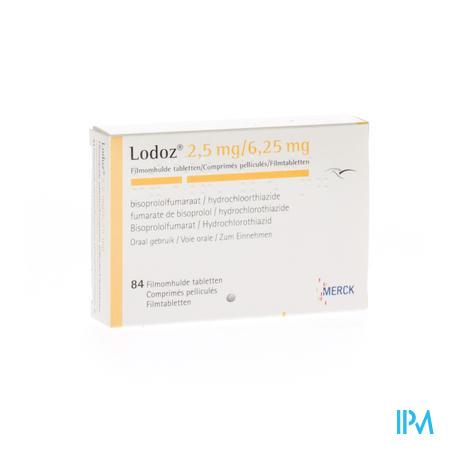 Lodoz® 2,5 mg/6,25 mg
Filmomhulde tabletten/Comprimés pelliculés/Filmtabletten
bisoprololfumaraat / hydrochloorthiazide
fumarate de bisoprolol / hydrochlorothiazide
Bisoprololfumarat / Hydrochlorothiazid
Oraal gebruik / Voie orale / Zum Einnehmen
84 Filmomhulde tabletten
Comprimés pelliculés
Filmtabletten
MERCK
Lodoz®
IPM